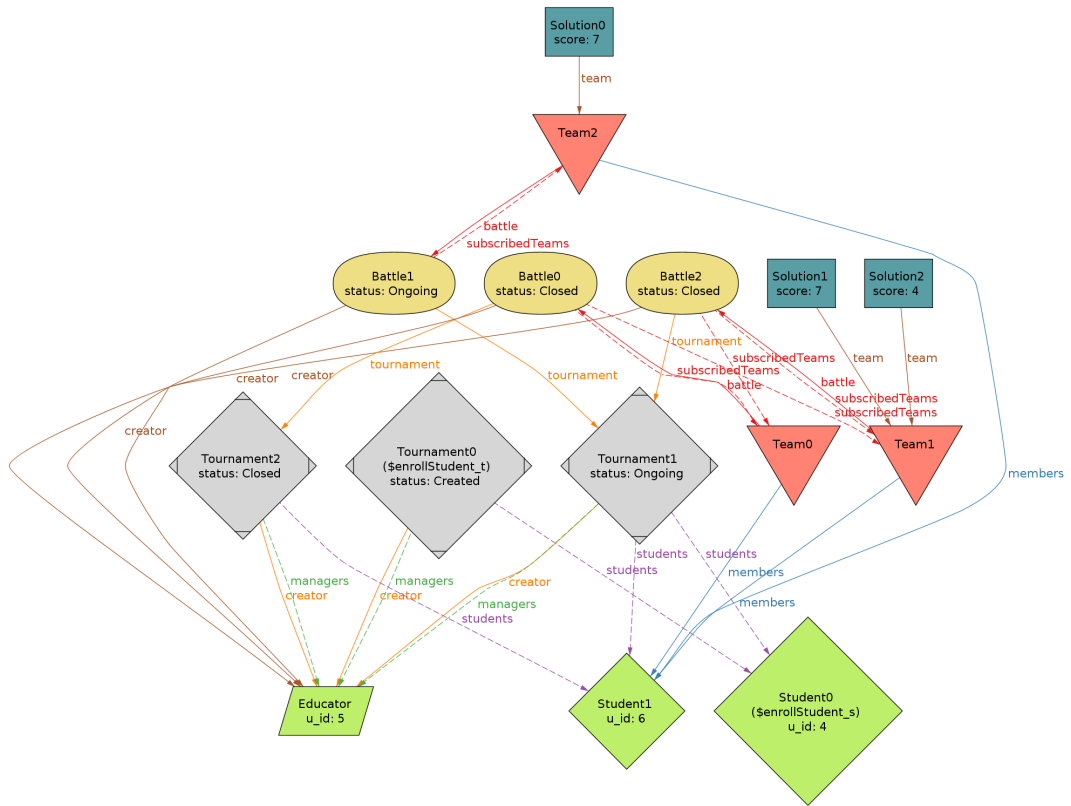 Solution0
score: 7
team
Team2
battle
subscribedTeams
Battle1
status: Ongoing
Battle0
status: Closed
Battle2
status: Closed
Solution1
score: 7
Solution2
score: 4
tournament
subscribedTeams
team
team
tournament
tournament
subscribedTeams
creator
creator
battle
battle
subscribedTeams
subscribedTeams
creator
Tournament2
status: Closed
Tournament0
($enrollStudent_t)
status: Created
Tournament1
status: Ongoing
Team0
Team1
members
students
students
students
members
managers
creator
managers
creator
creator
managers
members
students
Educator
u_id: 5
Student1
u_id: 6
Student0
($enrollStudent_s)
u_id: 4